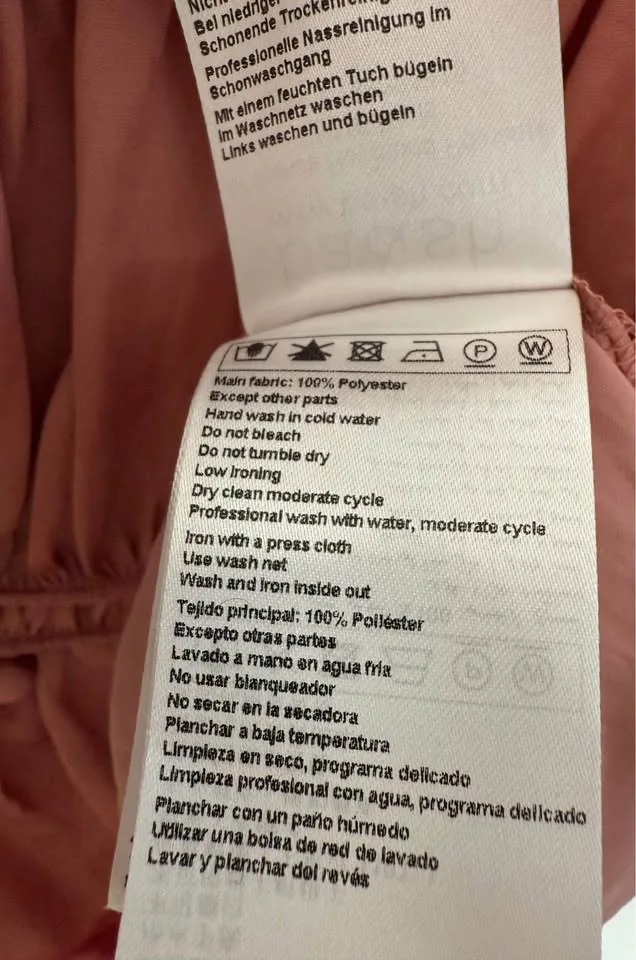 Bei niedriger
Schonende Trockenreinigung
Professionelle Nassreinigung im
Schonwaschgang
Mit einem feuchten Tuch bügeln
Im Waschnetz waschen
Links waschen und bügeln
P W
Main fabric: 100% Polyester
Except other parts
Hand wash in cold water
Do not bleach
Do not tumble dry
Low ironing
Dry clean moderate cycle
Professional wash with water, moderate cycle
Iron with a press cloth
Use wash net
Wash and iron inside out
Tejido principal: 100% Poliéster
Excepto otras partes
Lavado a mano en agua fría
No usar blanqueador
No secar en la secadora
Planchar a baja temperatura
Limpieza en seco, programa delicado
Limpieza profesional con agua, programa delicado
Planchar con un paño húmedo
Utilizar una bolsa de red de lavado
Lavar y planchar del revés